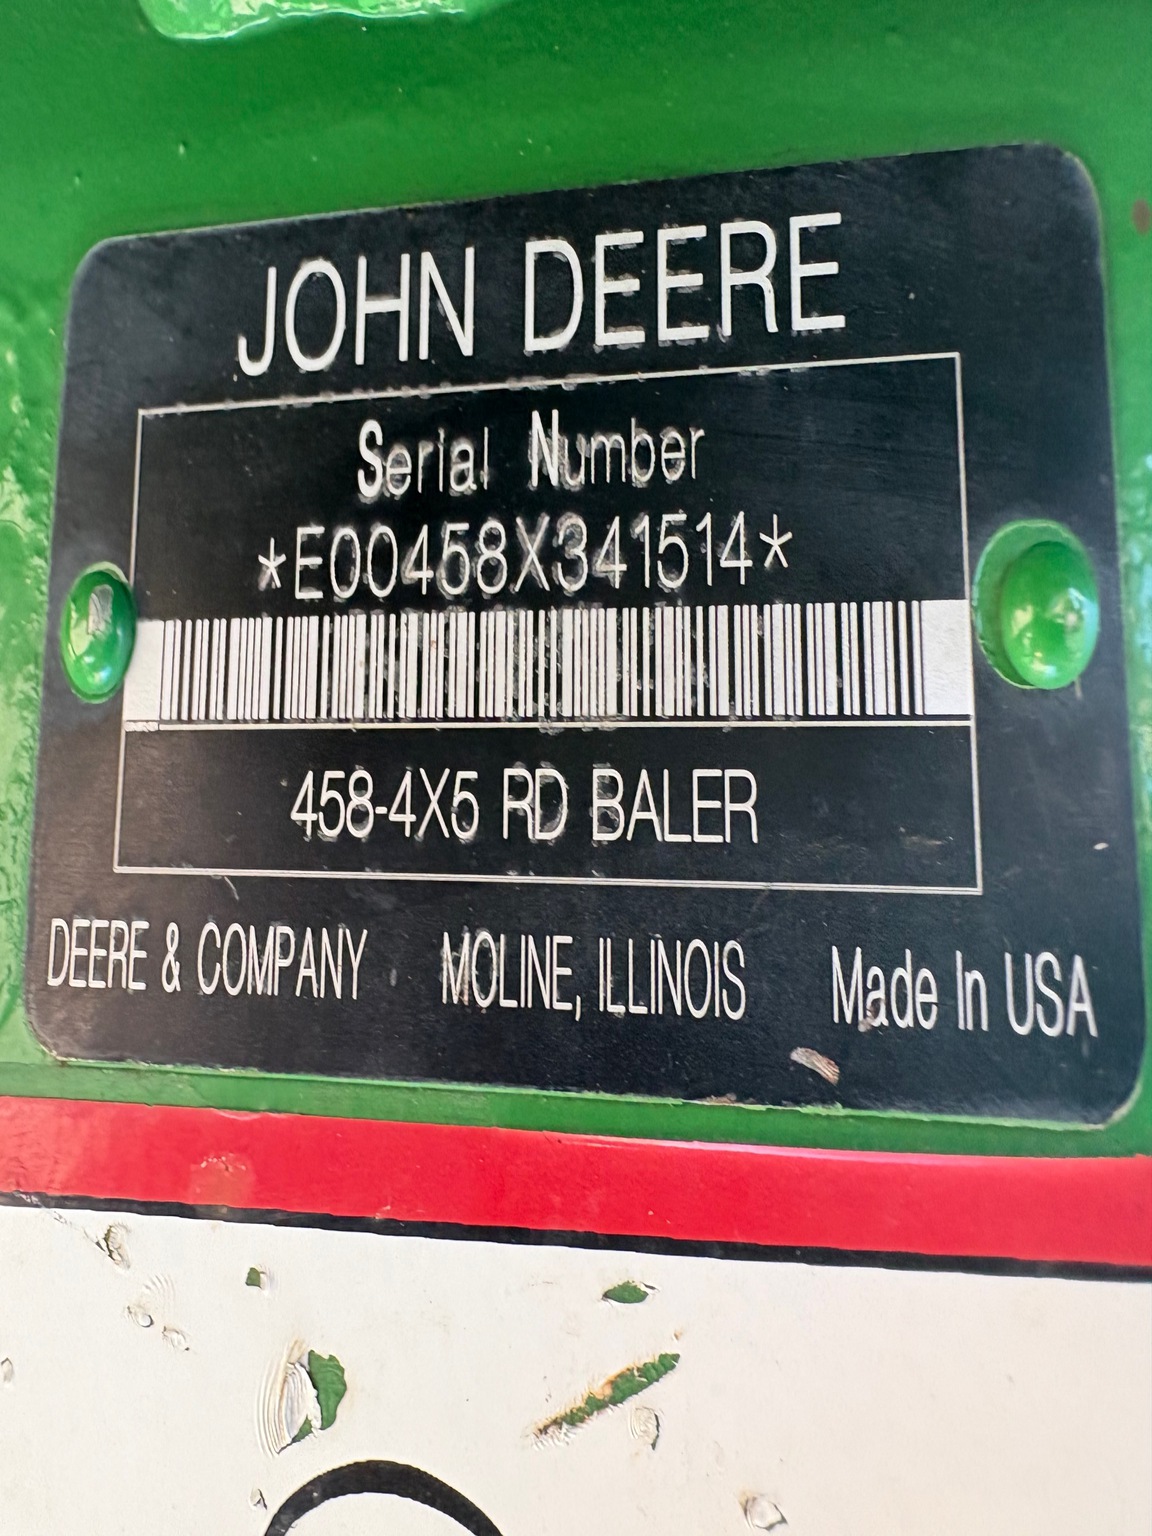 JOHN DEERE
Serial Number
*E00458X341514*
458-4X5 RD BALER
DEERE & COMPANY MOLINE, ILLINOIS Made In USA